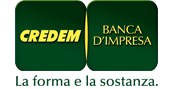 CREDEM
BANCA
D'IMPRESA
La forma e la sostanza.